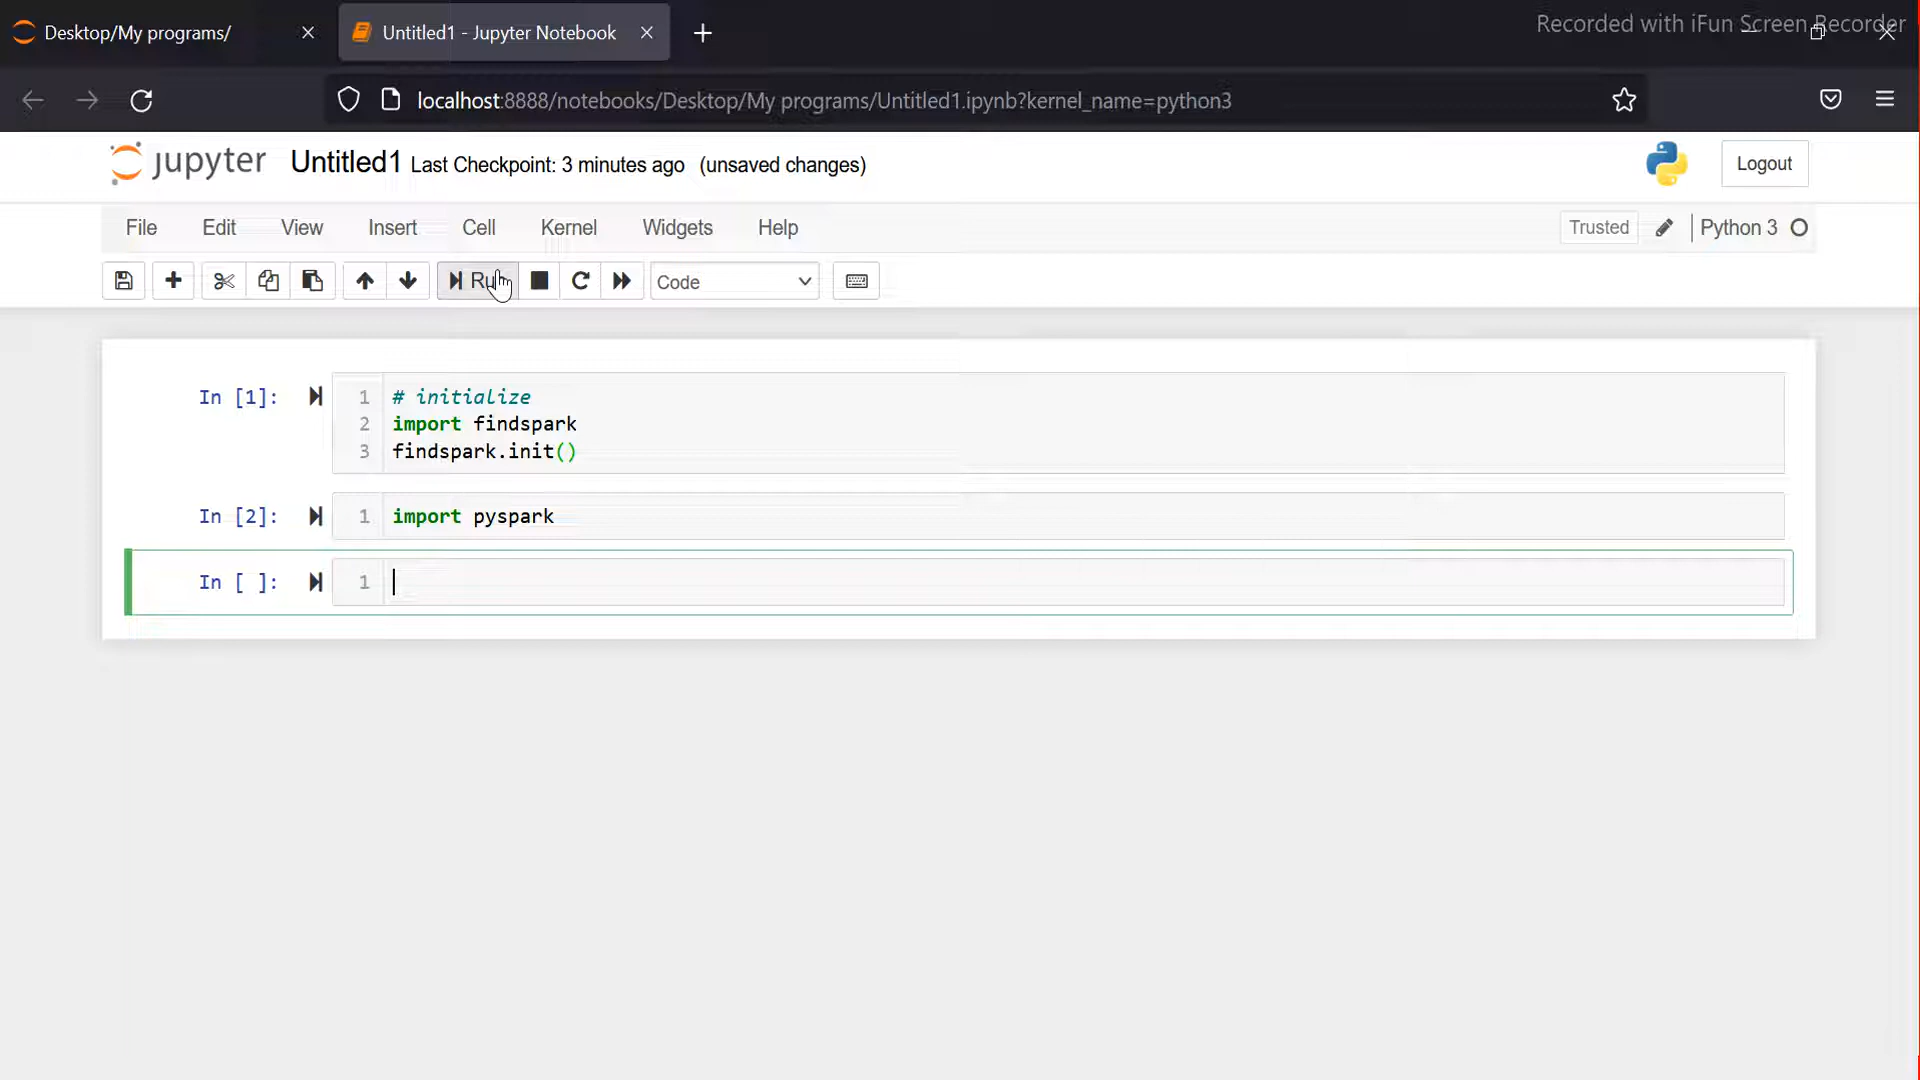 Desktop/My programs/
Untitled1 - Jupyter Notebook
Recorded with iFun Screen Recorder
localhost:8888/notebooks/Desktop/My programs/Untitled1.ipynb?kernel_name=python3
jupyter Untitled1 Last Checkpoint: 3 minutes ago (unsaved changes)
Logout
File Edit View Insert Cell Kernel Widgets Help
Trusted
Python 3
Code
In [1]:
1 # initialize
2 import findspark
3 findspark.init()
In [2]:
1 import pyspark
In [ ]:
1